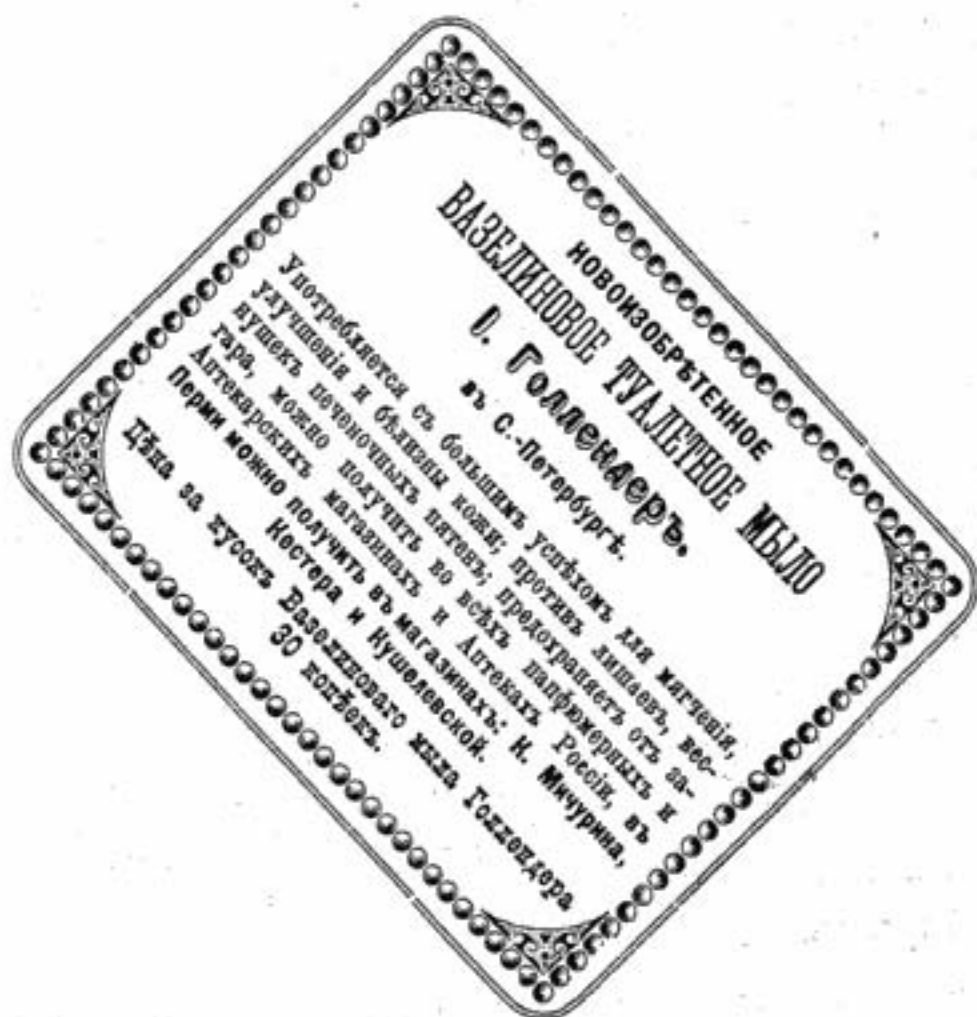 НОВОИЗОБРѢТЕННОЕ
ВАЗЕЛИНОВОЕ ТУАЛЕТНОЕ МЫЛО
І. Голлендеръ.
въ С.-Петербургѣ.
Употребляется съ большимъ успѣхомъ для мягченія,
улучшенія и бѣлизны кожи; противъ лишаевъ, вес-
нушекъ печеночныхъ пятенъ; предохраняетъ отъ за-
гара, можно получить во всѣхъ парфюмерныхъ и
Аптекарскихъ магазинахъ и Аптекахъ Россіи, въ
Перми можно получить въ магазинахъ: Н. Мичурина,
Костера и Кушелевской.
Цѣна за кусокъ Вазелиноваго мыла Голлендера
30 копѣекъ.